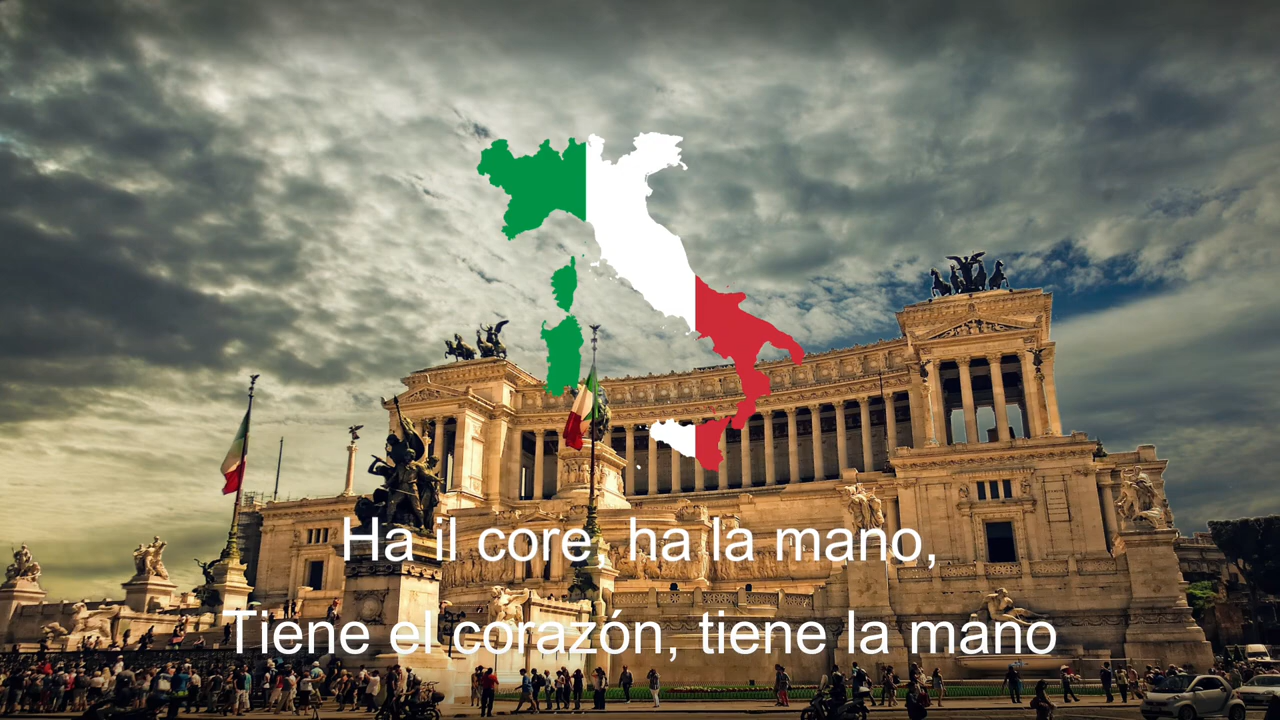 Ha il core, ha la mano,
Tiene el corazón, tiene la mano